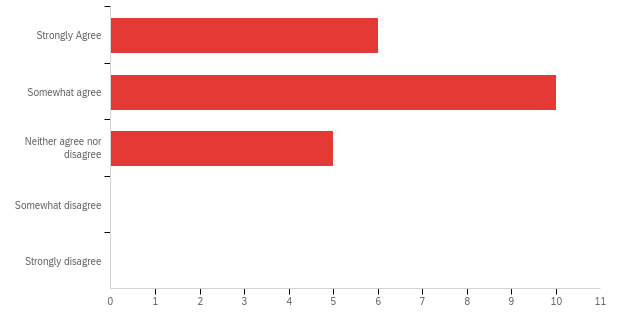 Strongly Agree
Somewhat agree
Neither agree nor
disagree
Somewhat disagree
Strongly disagree
0 1 2 3 4 5 6 7 8 9 10 11